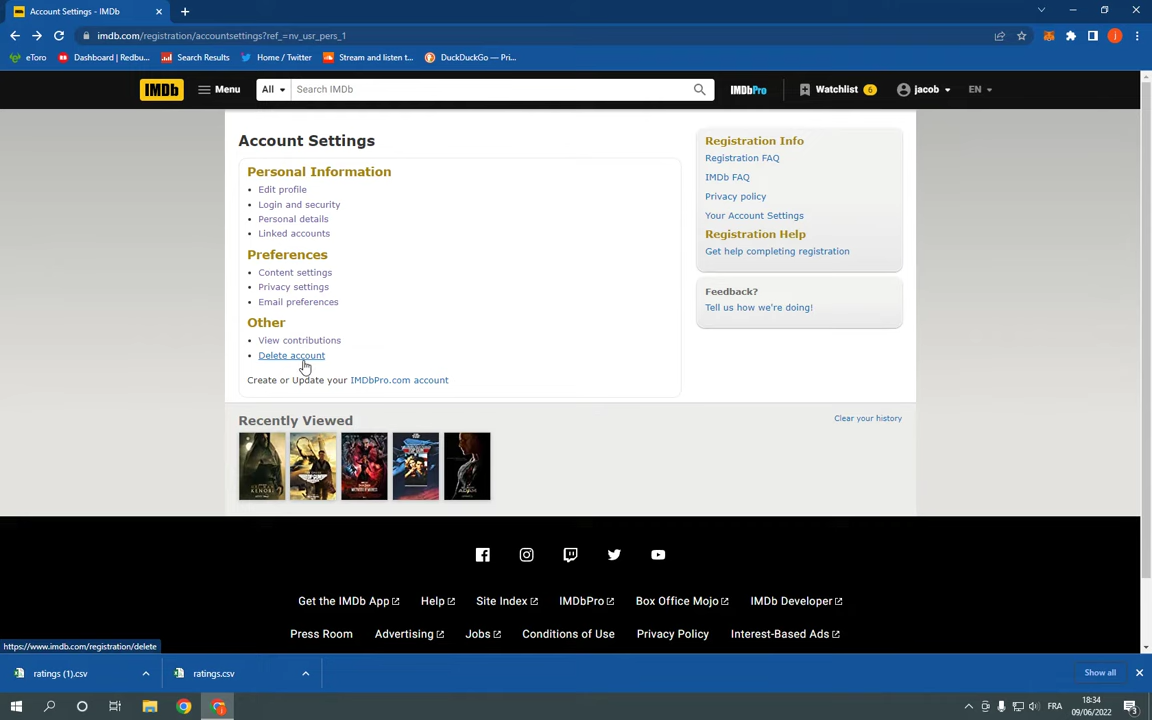 Account Settings - IMDb
imdb.com/registration/accountsettings?ref_=nv_usr_pers_1
eToro
Dashboard | Redbu...
Search Results
Home / Twitter
Stream and listen t...
DuckDuckGo — Pri...
IMDb
Menu
All
Search IMDb
IMDbPro
Watchlist 6
jacob
EN
Account Settings
Personal Information
Edit profile
Login and security
Personal details
Linked accounts
Preferences
Content settings
Privacy settings
Email preferences
Other
View contributions
Delete account
Create or Update your IMDbPro.com account
Registration Info
Registration FAQ
IMDb FAQ
Privacy policy
Your Account Settings
Registration Help
Get help completing registration
Feedback?
Tell us how we're doing!
Recently Viewed
Clear your history
Get the IMDb App
Help
Site Index
IMDbPro
Box Office Mojo
IMDb Developer
Press Room
Advertising
Jobs
Conditions of Use
Privacy Policy
Interest-Based Ads
https://www.imdb.com/registration/delete
ratings (1).csv
ratings.csv
Show all
FRA
18:34
09/06/2022
3